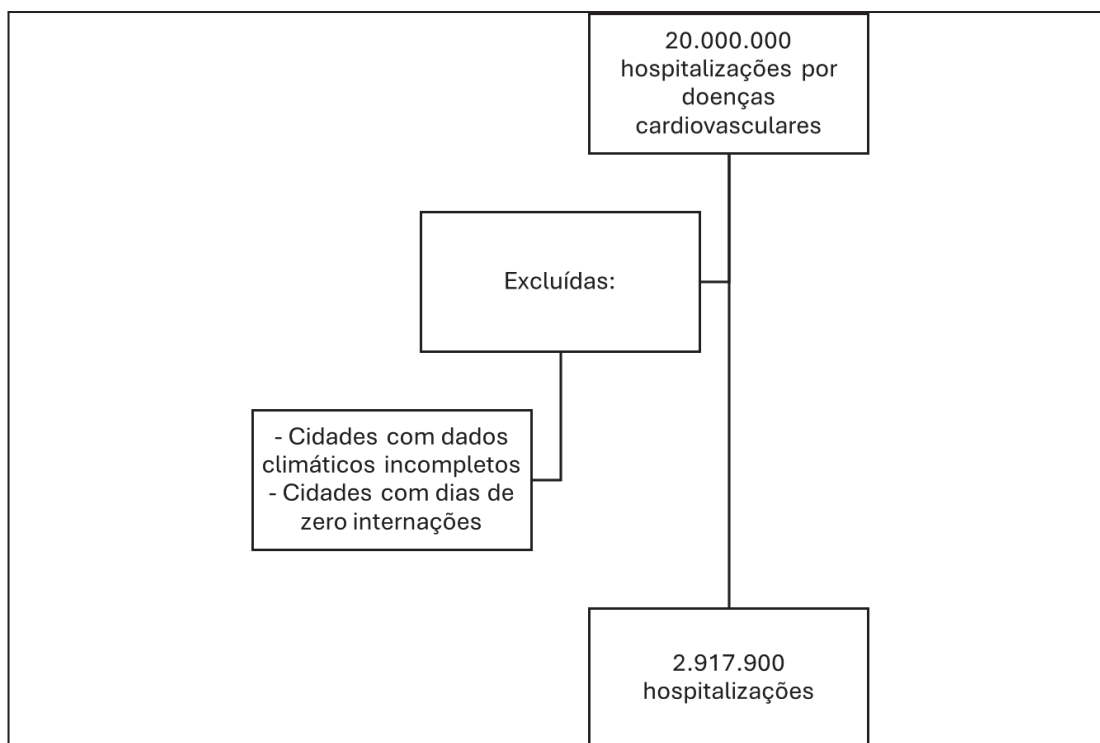 20.000.000
hospitalizações por
doenças
cardiovasculares
Excluídas:
- Cidades com dados
climáticos incompletos
- Cidades com dias de
zero internações
2.917.900
hospitalizações